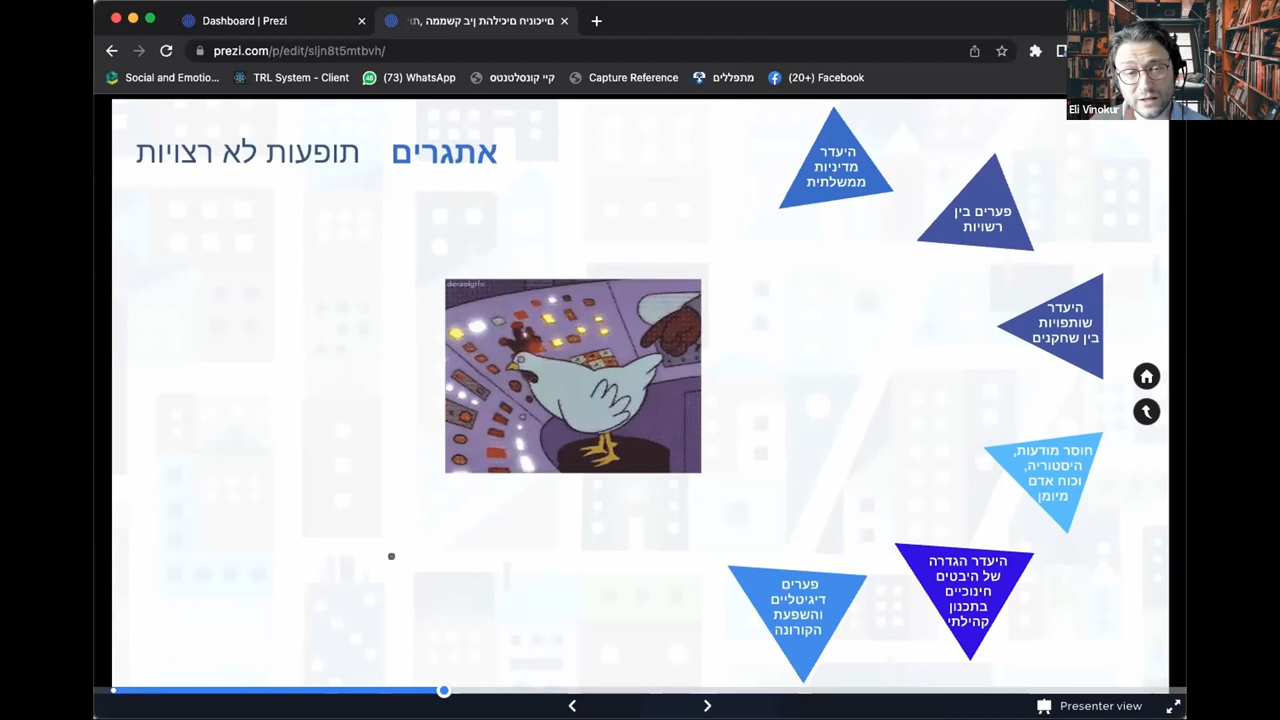 Dashboard | Prezi
prezi.com/p/edit/sljn8t5mtbvh/
Social and Emotio...
TRL System - Client
(73) WhatsApp
קיי קונסלטנטס
Capture Reference
מתפללים
(20+) Facebook
Eli Vinokur
אתגרים תופעות לא רצויות
היעדר
מדיניות
ממשלתית
פערים בין
רשויות
היעדר
שותפויות
בין שחקנים
חוסר מודעות,
היסטוריה,
וכוח אדם
מיומן
היעדר הגדרה
של היבטים
חינוכיים
בתכנון
קהילתי
פערים
דיגיטליים
והשפעת
הקורונה
Presenter view